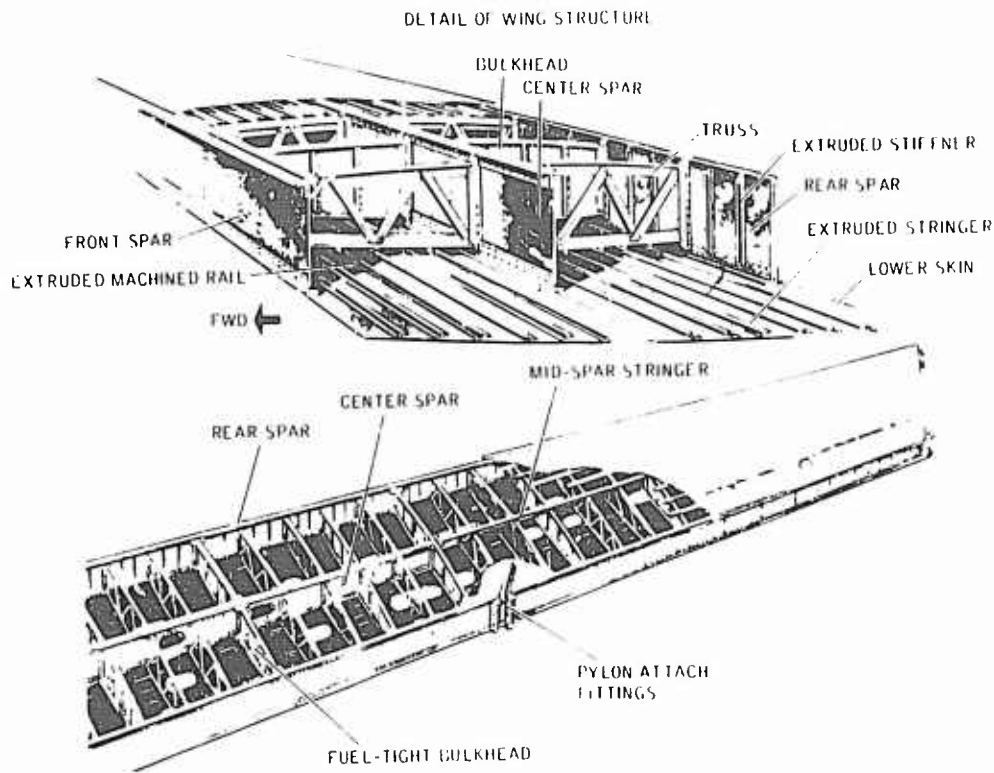 DETAIL OF WING STRUCTURE
BULKHEAD
CENTER SPAR
TRUSS
EXTRUDED STIFFNER
REAR SPAR
EXTRUDED STRINGER
LOWER SKIN
FRONT SPAR
EXTRUDED MACHINED RAIL
FWD
MID-SPAR STRINGER
CENTER SPAR
REAR SPAR
PYLON ATTACH
FITTINGS
FUEL-TIGHT BULKHEAD